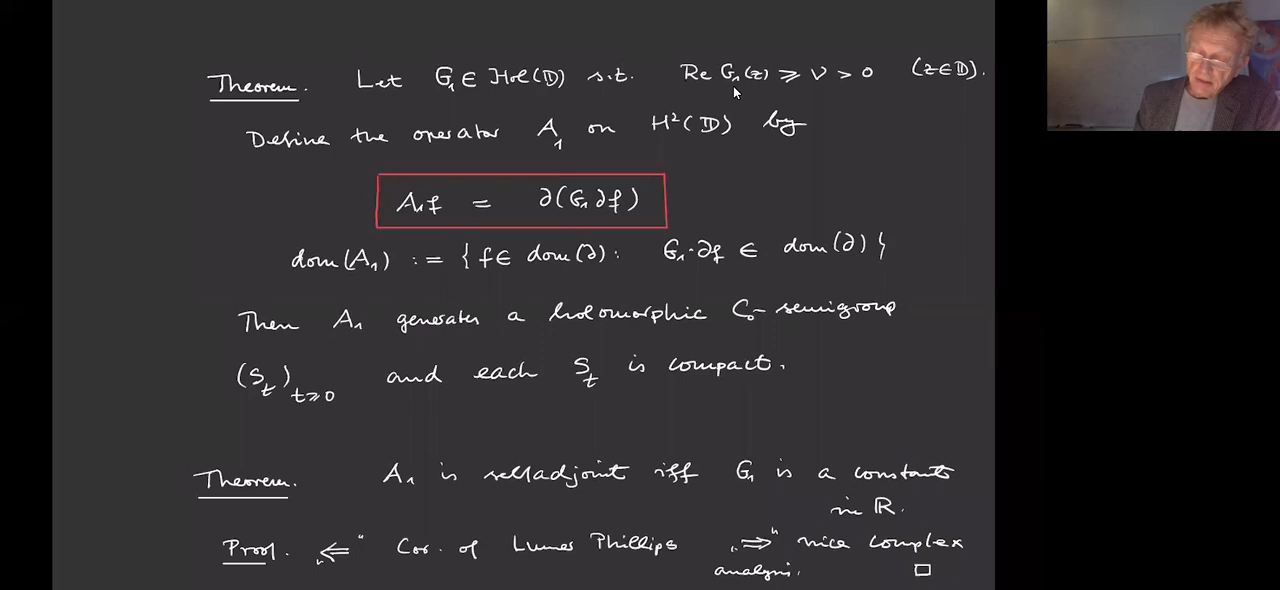 Theorem. Let G₁ ∈ Hol(𝔻) s.t. Re G₁(z) ⩾ ν > 0 (z∈𝔻).
Define the operator A₁ on H²(𝔻) by
A₁f = ∂(G₁∂f)
dom(A₁) := { f∈ dom(∂) : G₁·∂f ∈ dom(∂) }
Then A₁ generates a holomorphic C₀-semigroup
(S_t)_{t⩾0} and each S_t is compact.
Theorem. A₁ is selfadjoint iff G₁ is a constant
in ℝ.
Proof. „⇐" Cor. of Lumer Phillips „⇒" nice complex
analysis. □